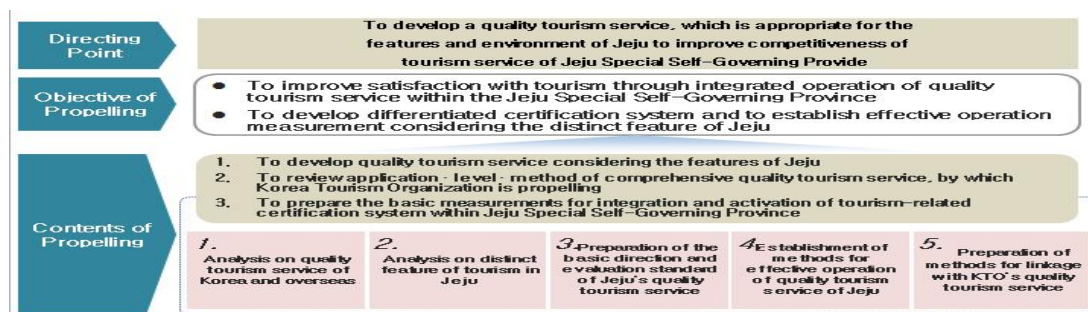 Directing
Point
To develop a quality tourism service, which is appropriate for the
features and environment of Jeju to improve competitiveness of
tourism service of Jeju Special Self-Governing Provide
Objective of
Propelling
● To improve satisfaction with tourism through integrated operation of quality
tourism service within the Jeju Special Self-Governing Province
● To develop differentiated certification system and to establish effective operation
measurement considering the distinct feature of Jeju
Contents of
Propelling
1. To develop quality tourism service considering the features of Jeju
2. To review application · level · method of comprehensive quality tourism service, by which
Korea Tourism Organization is propelling
3. To prepare the basic measurements for integration and activation of tourism-related
certification system within Jeju Special Self-Governing Province
1.
Analysis on quality
tourism service of
Korea and overseas
2.
Analysis on distinct
feature of tourism in
Jeju
3.Preparation of the
basic direction and
evaluation standard
of Jeju's quality
tourism service
4.Establishment of
methods for
effective operation
of quality tourism
service of Jeju
5.
Preparation of
methods for linkage
with KTO's quality
tourism service